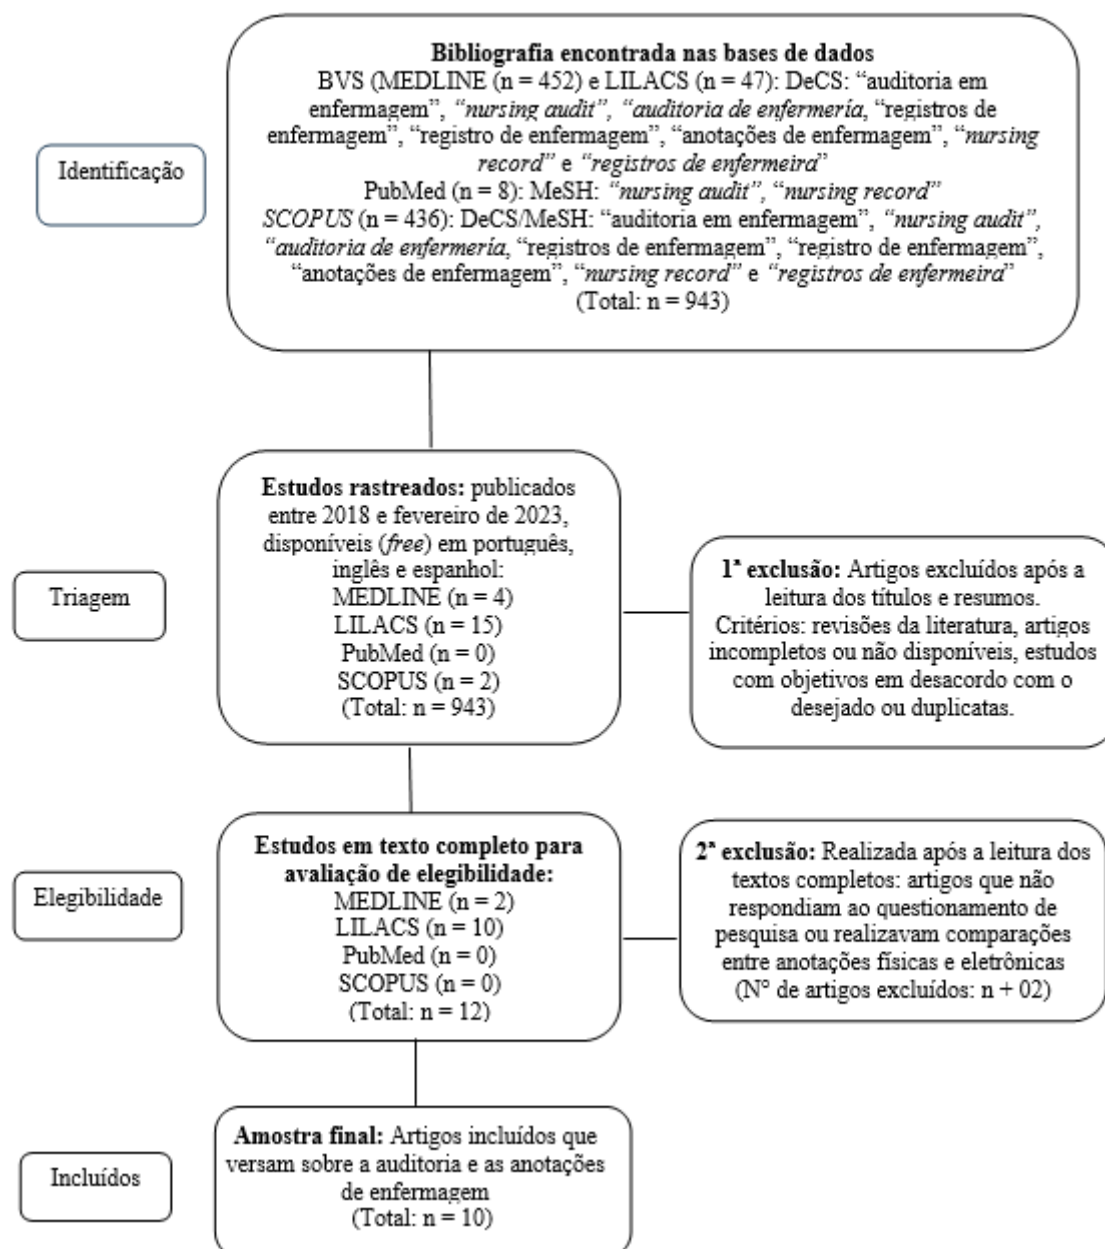 Bibliografia encontrada nas bases de dados
BVS (MEDLINE (n = 452) e LILACS (n = 47): DeCS: “auditoria em
enfermagem”, “nursing audit”, “auditoria de enfermería, “registros de
enfermagem”, “registro de enfermagem”, “anotações de enfermagem”, “nursing
record” e “registros de enfermeira”
PubMed (n = 8): MeSH: “nursing audit”, “nursing record”
SCOPUS (n = 436): DeCS/MeSH: “auditoria em enfermagem”, “nursing audit”,
“auditoria de enfermería, “registros de enfermagem”, “registro de enfermagem”,
“anotações de enfermagem”, “nursing record” e “registros de enfermeira”
(Total: n = 943)
Identificação
Estudos rastreados: publicados
entre 2018 e fevereiro de 2023,
disponíveis (free) em português,
inglês e espanhol:
MEDLINE (n = 4)
LILACS (n = 15)
PubMed (n = 0)
SCOPUS (n = 2)
(Total: n = 943)
Triagem
1ª exclusão: Artigos excluídos após a
leitura dos títulos e resumos.
Critérios: revisões da literatura, artigos
incompletos ou não disponíveis, estudos
com objetivos em desacordo com o
desejado ou duplicatas.
Estudos em texto completo para
avaliação de elegibilidade:
MEDLINE (n = 2)
LILACS (n = 10)
PubMed (n = 0)
SCOPUS (n = 0)
(Total: n = 12)
Elegibilidade
2ª exclusão: Realizada após a leitura dos
textos completos: artigos que não
respondiam ao questionamento de
pesquisa ou realizavam comparações
entre anotações físicas e eletrônicas
(N° de artigos excluídos: n + 02)
Incluídos
Amostra final: Artigos incluídos que
versam sobre a auditoria e as anotações
de enfermagem
(Total: n = 10)